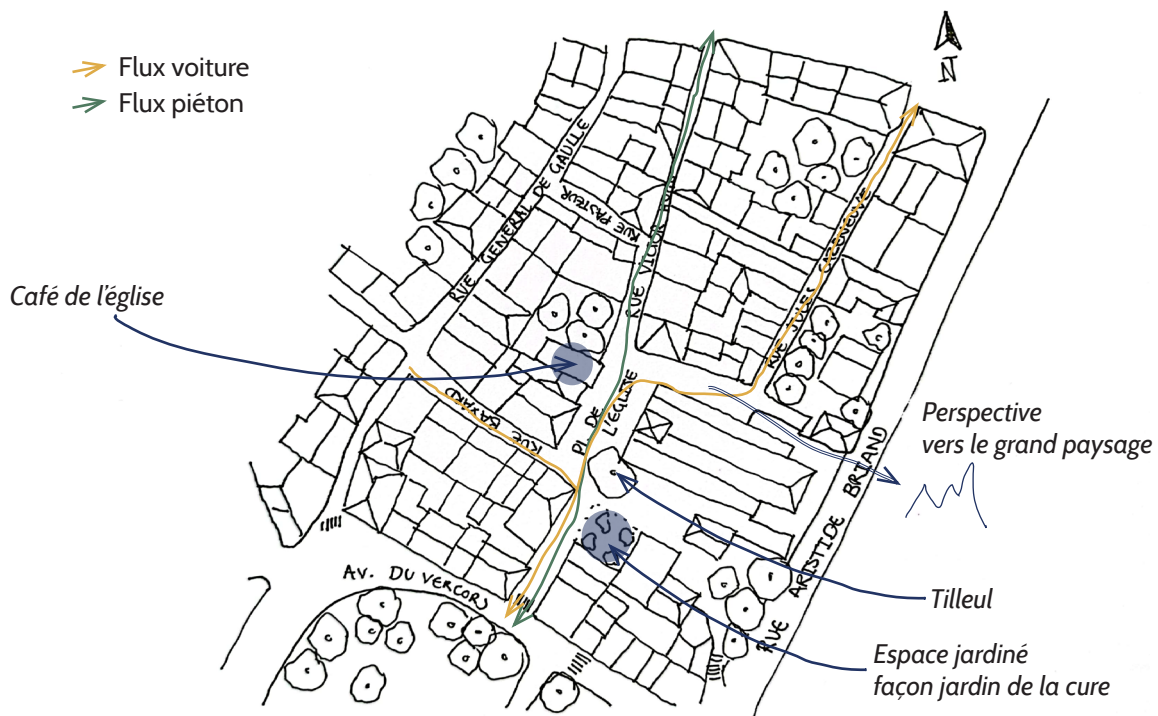 Flux voiture
Flux piéton
N
RUE GENERAL DE GAULLE
RUE PASTEUR
RUE VICTOR HUGO
RUE JULES CAZENEUVE
Café de l'église
RUE BAYARD
PL. DE
L'ÉGLISE
Perspective
vers le grand paysage
RUE ARISTIDE BRIAND
AV. DU VERCORS
Tilleul
Espace jardiné
façon jardin de la cure